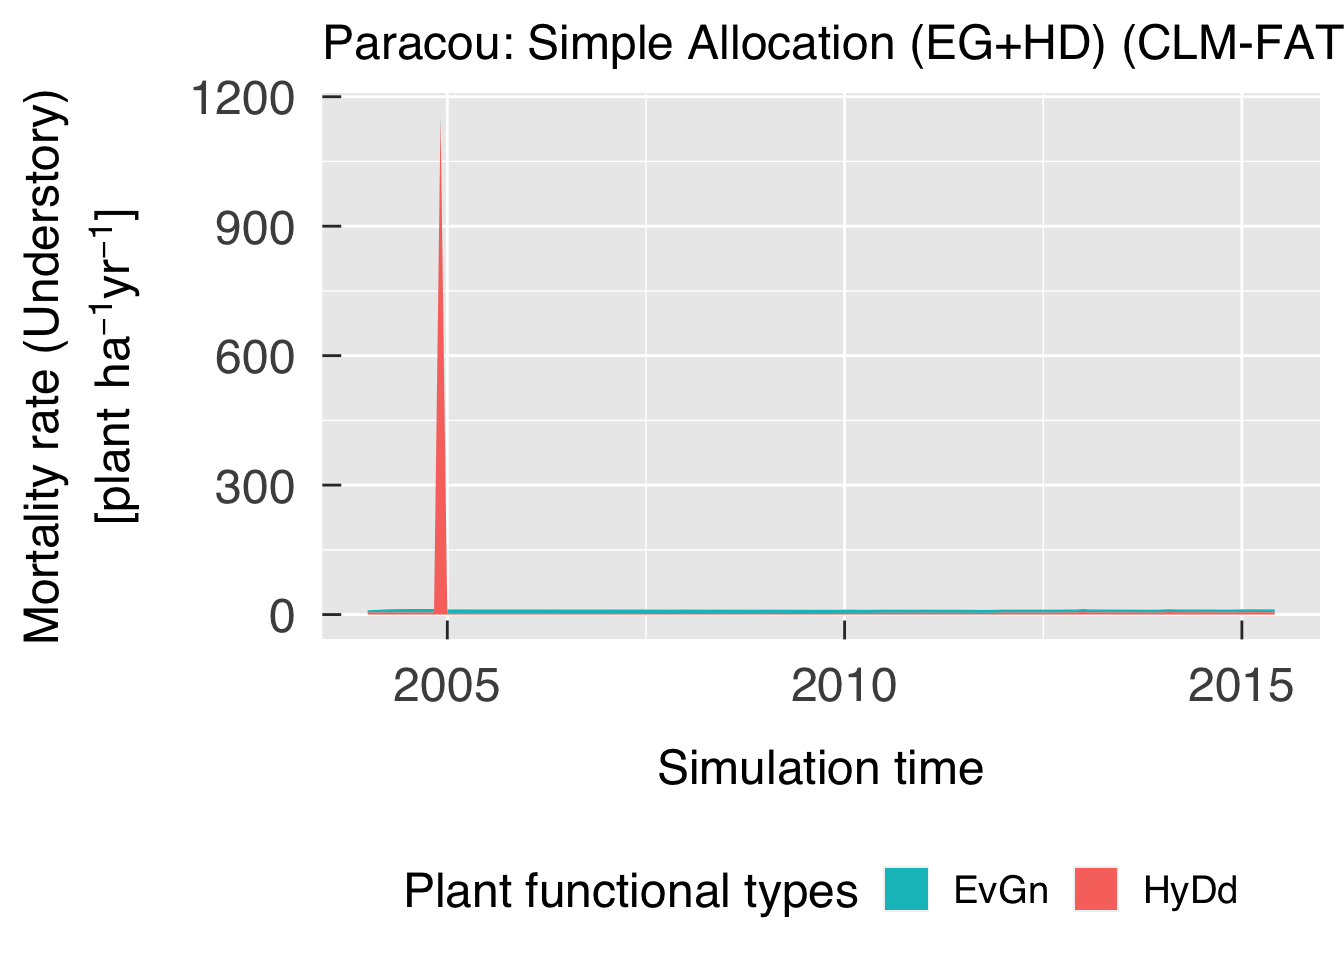 Paracou: Simple Allocation (EG+HD) (CLM-FAT
Mortality rate (Understory)
[plant ha⁻¹yr⁻¹]
1200
900
600
300
0
2005 2010 2015
Simulation time
Plant functional types EvGn HyDd